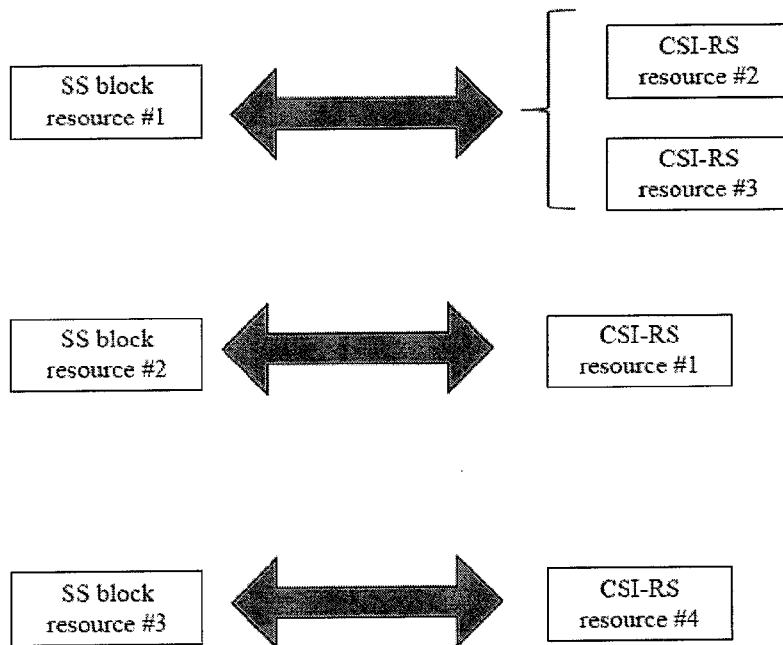 SS block
resource #1
CSI-RS
resource #2
CSI-RS
resource #3
SS block
resource #2
CSI-RS
resource #1
SS block
resource #3
CSI-RS
resource #4